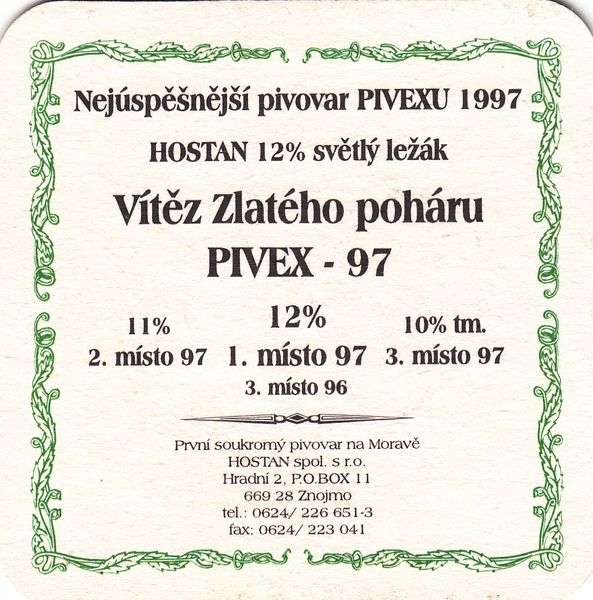 Nejúspěšnější pivovar PIVEXU 1997
HOSTAN 12% světlý ležák
Vítěz Zlatého poháru
PIVEX - 97
11% 12% 10% tm.
2. místo 97 1. místo 97 3. místo 97
3. místo 96
První soukromý pivovar na Moravě
HOSTAN spol. s r.o.
Hradní 2, P.O.BOX 11
669 28 Znojmo
tel.: 0624/ 226 651-3
fax: 0624/ 223 041